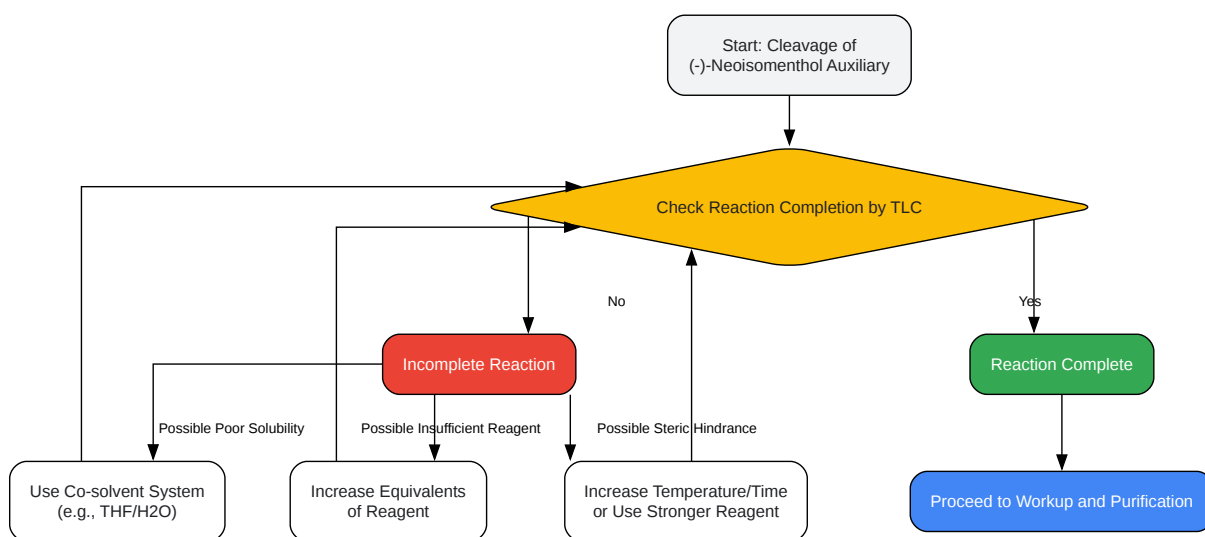 Start: Cleavage of
(-)-Neoisomenthol Auxiliary
Check Reaction Completion by TLC
No
Yes
Incomplete Reaction
Reaction Complete
Possible Poor Solubility
Possible Insufficient Reagent
Possible Steric Hindrance
Use Co-solvent System
(e.g., THF/H2O)
Increase Equivalents
of Reagent
Increase Temperature/Time
or Use Stronger Reagent
Proceed to Workup and Purification